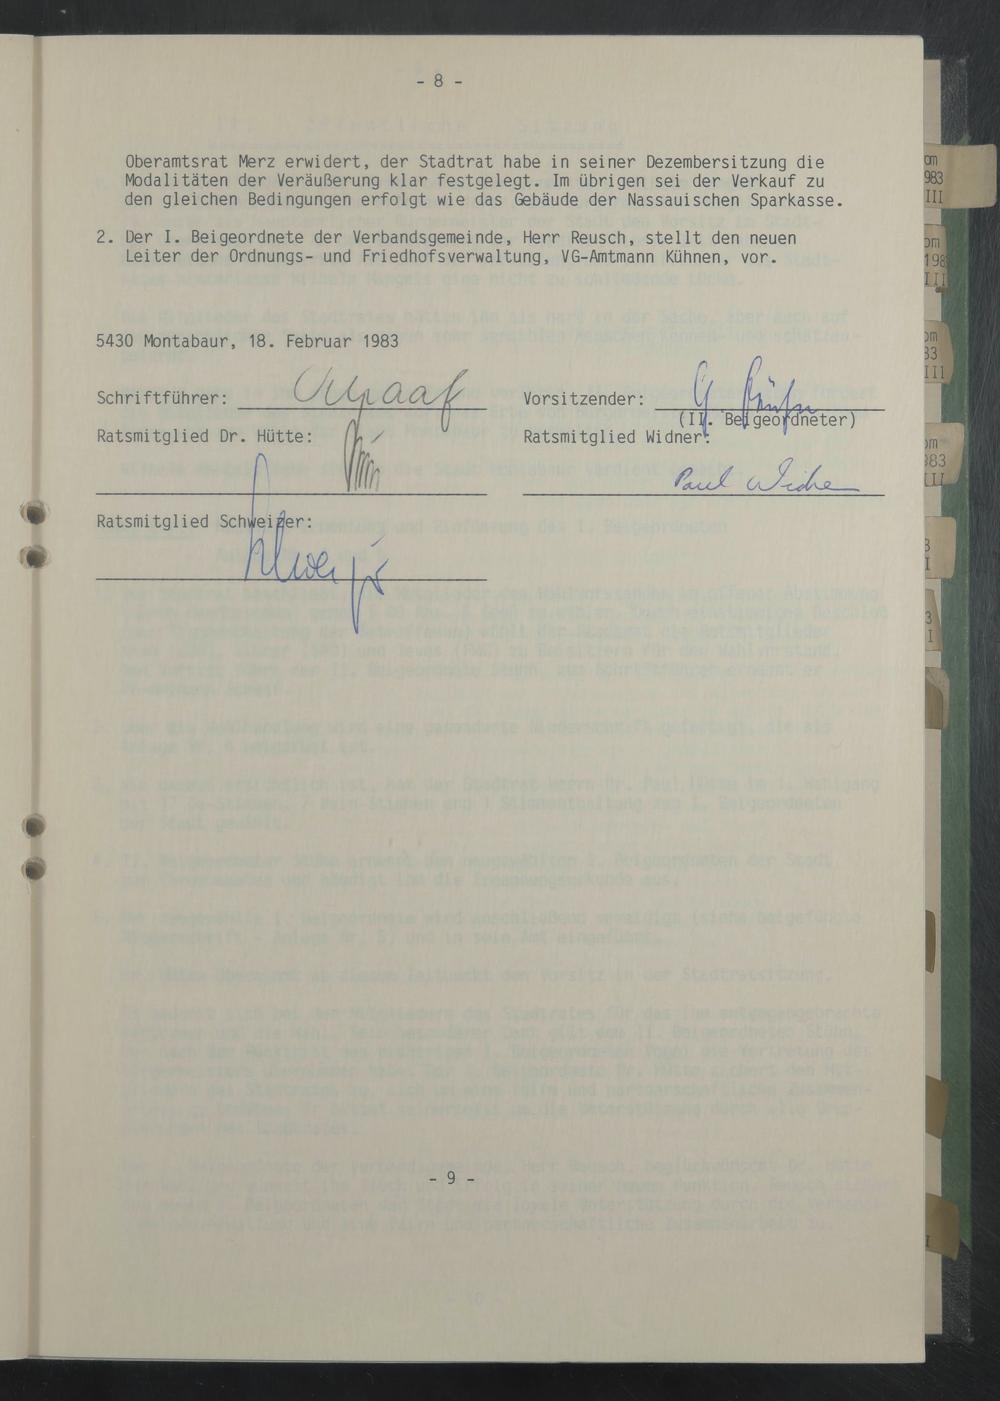 - 8 -
Oberamtsrat Merz erwidert, der Stadtrat habe in seiner Dezembersitzung die
Modalitäten der Veräußerung klar festgelegt. Im übrigen sei der Verkauf zu
den gleichen Bedingungen erfolgt wie das Gebäude der Nassauischen Sparkasse.
2. Der I. Beigeordnete der Verbandsgemeinde, Herr Reusch, stellt den neuen
Leiter der Ordnungs- und Friedhofsverwaltung, VG-Amtmann Kühnen, vor.
5430 Montabaur, 18. Februar 1983
Schriftführer:
Vorsitzender:
(II. Beigeordneter)
Ratsmitglied Dr. Hütte:
Ratsmitglied Widner:
Paul Widner
Ratsmitglied Schweizer:
- 9 -